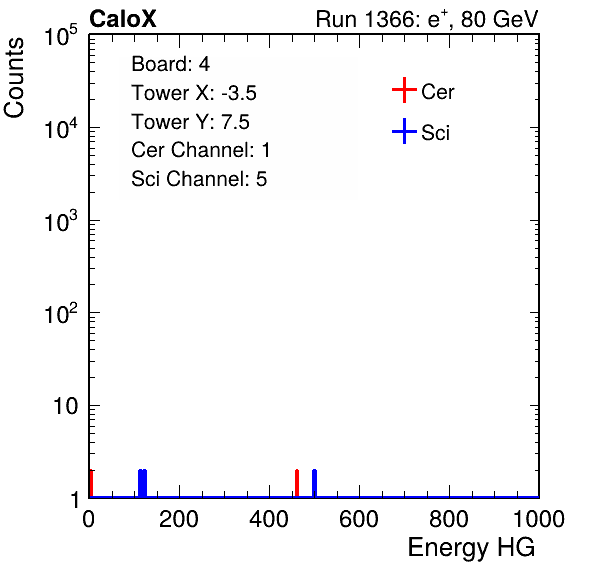 CaloX Run 1366: e⁺, 80 GeV
Counts
Board: 4
Tower X: -3.5
Tower Y: 7.5
Cer Channel: 1
Sci Channel: 5
Cer
Sci
10⁵
10⁴
10³
10²
10
1
0 200 400 600 800 1000
Energy HG